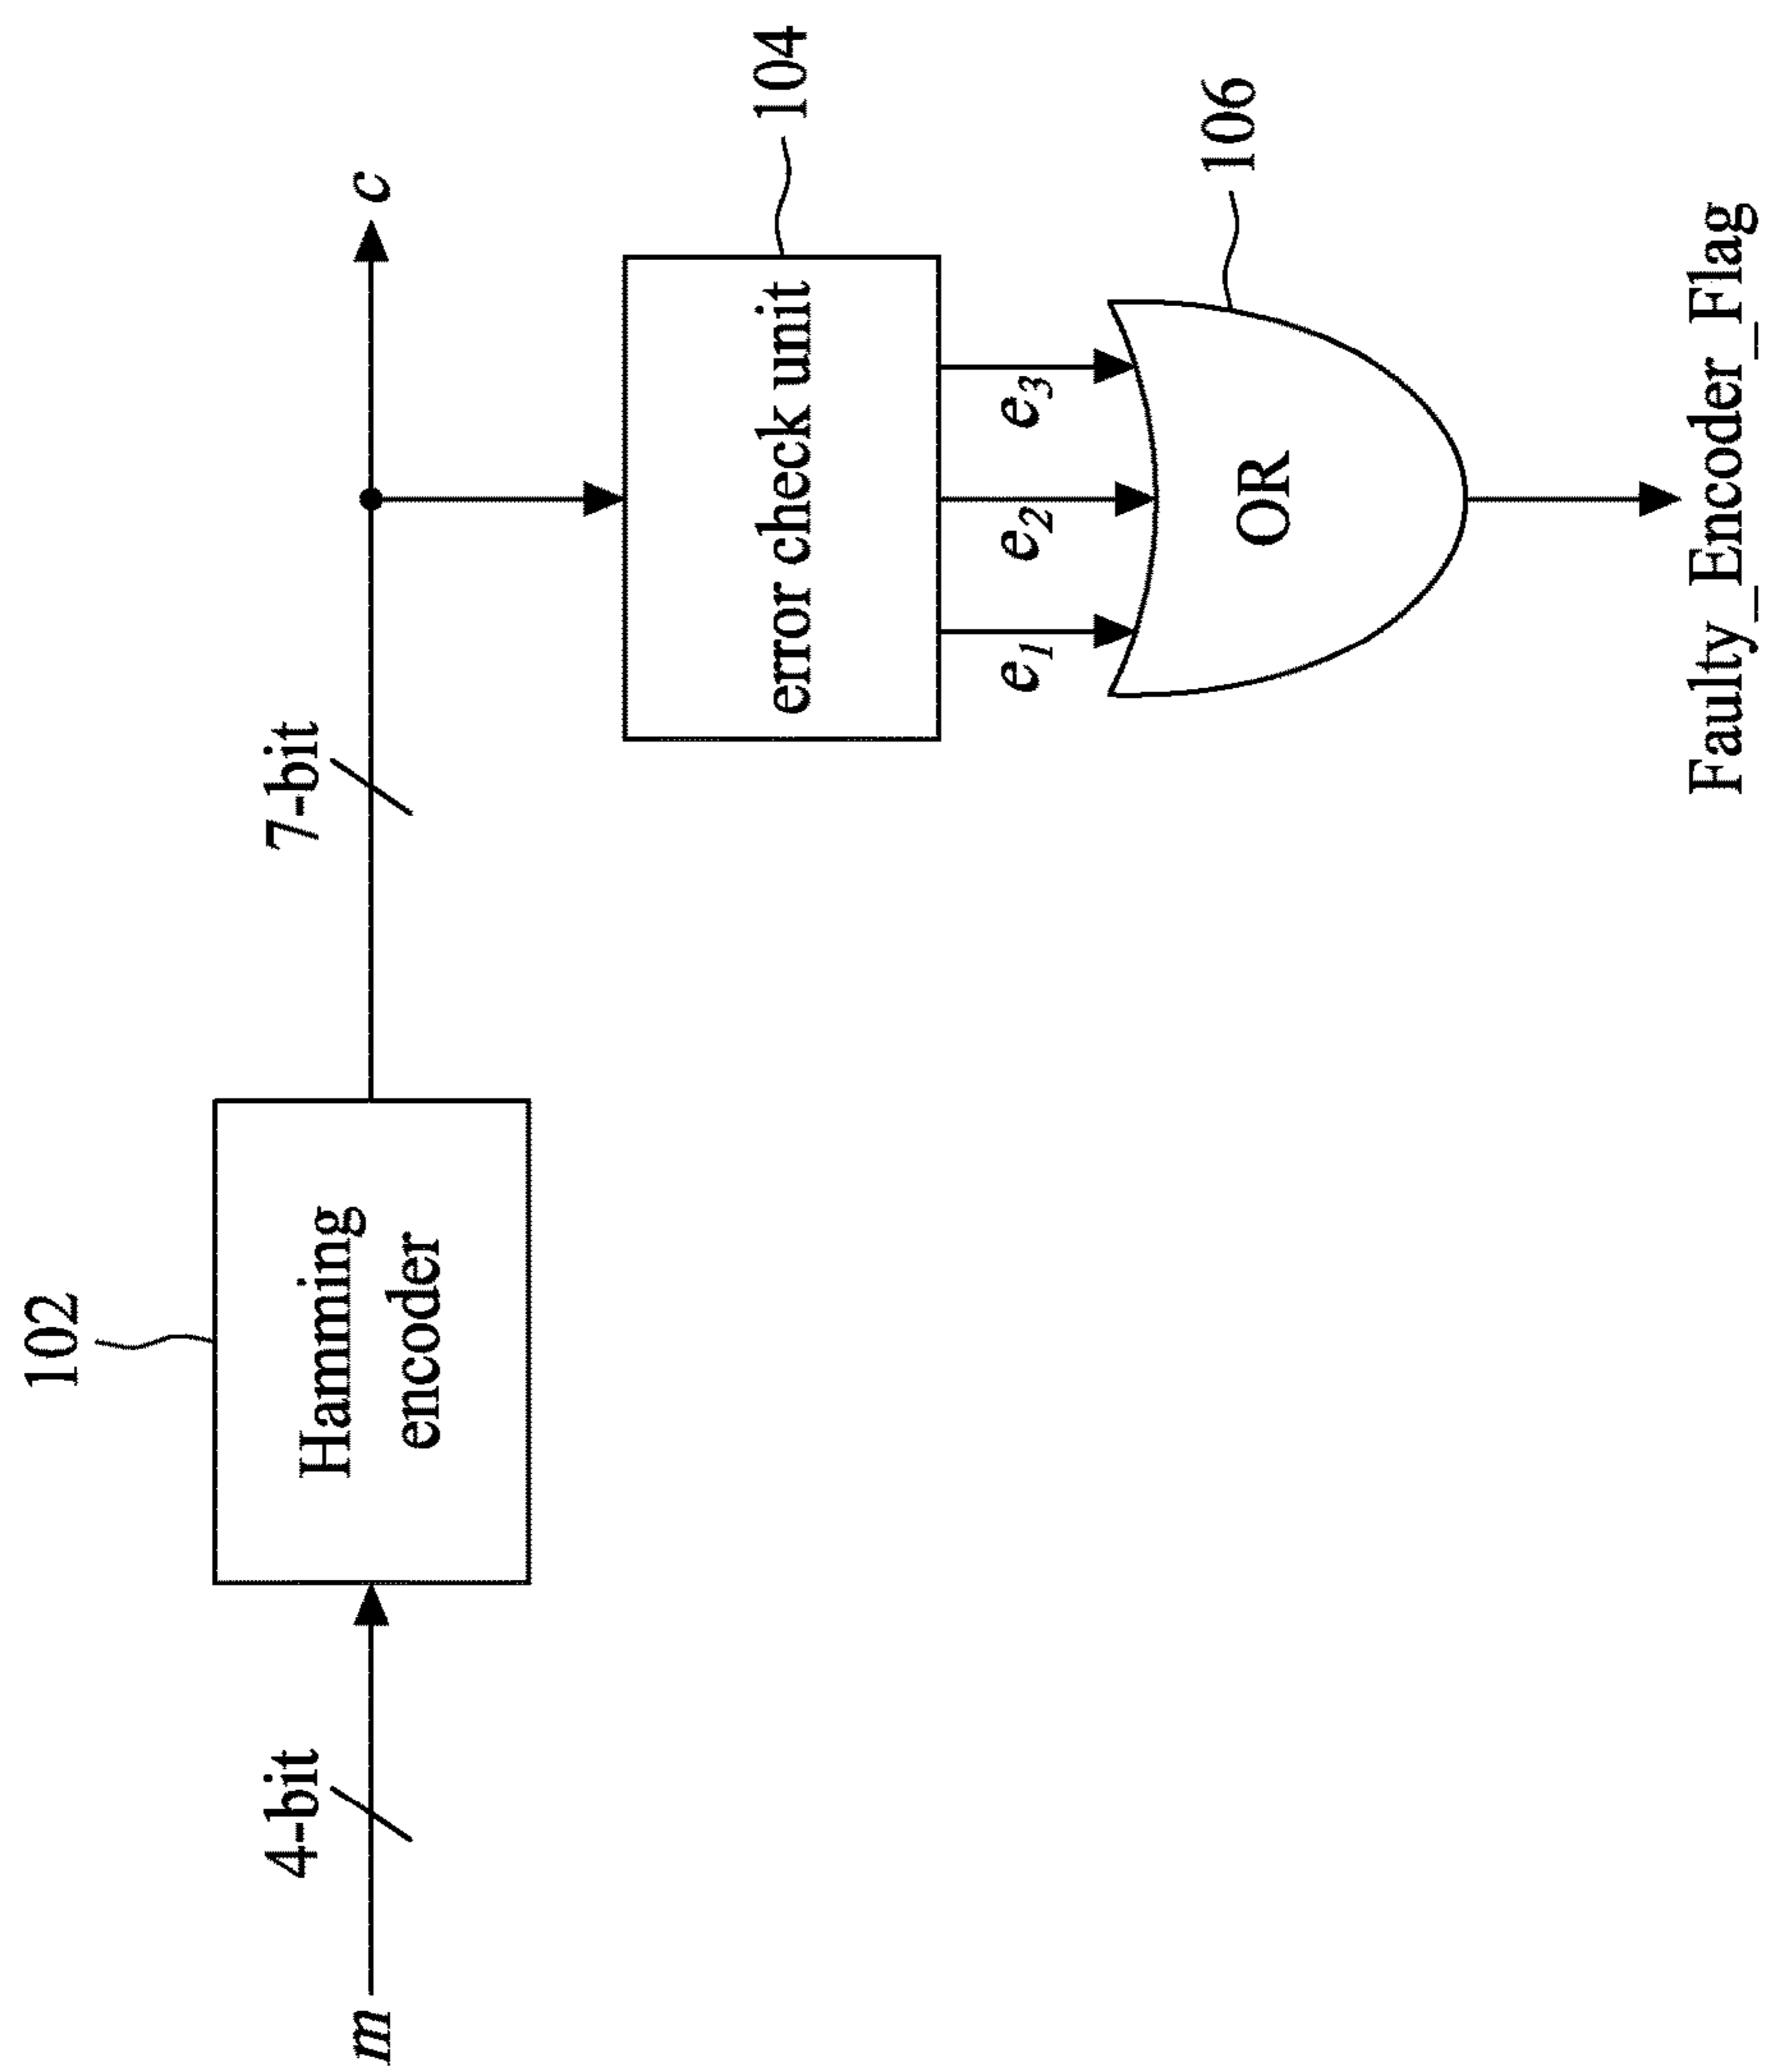 102
104
m
4-bit
Hamming
encoder
7-bit
c
error check unit
e1
e2
e3
OR
106
Faulty_Encoder_Flag